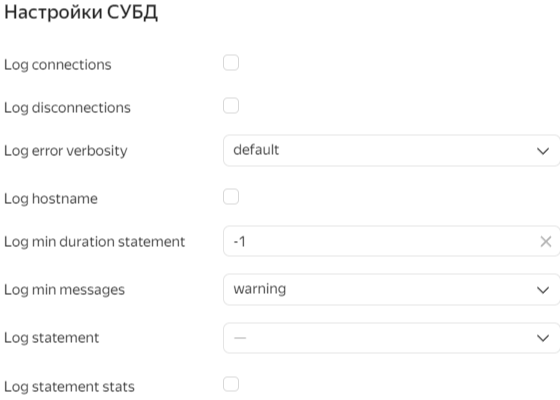 Настройки СУБД
Log connections
Log disconnections
Log error verbosity default
Log hostname
Log min duration statement -1
Log min messages warning
Log statement —
Log statement stats